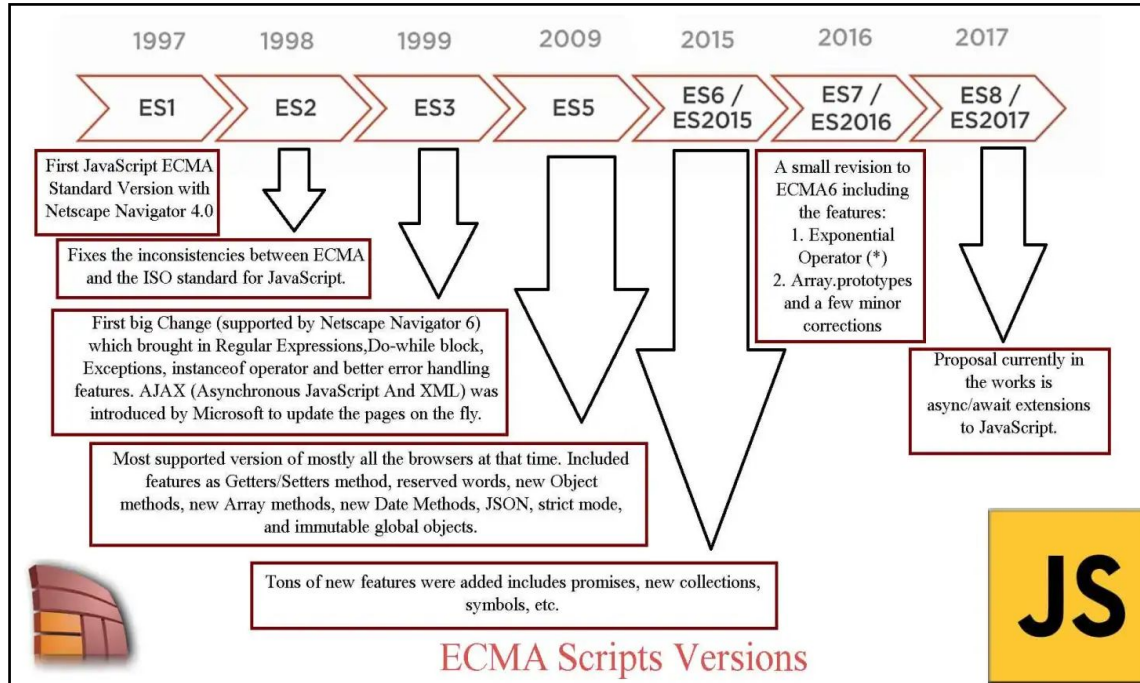 1997
1998
1999
2009
2015
2016
2017
ES1
ES2
ES3
ES5
ES6 /
ES2015
ES7 /
ES2016
ES8 /
ES2017
First JavaScript ECMA
Standard Version with
Netscape Navigator 4.0
Fixes the inconsistencies between ECMA
and the ISO standard for JavaScript.
First big Change (supported by Netscape Navigator 6)
which brought in Regular Expressions,Do-while block,
Exceptions, instanceof operator and better error handling
features. AJAX (Asynchronous JavaScript And XML) was
introduced by Microsoft to update the pages on the fly.
Most supported version of mostly all the browsers at that time. Included
features as Getters/Setters method, reserved words, new Object
methods, new Array methods, new Date Methods, JSON, strict mode,
and immutable global objects.
Tons of new features were added includes promises, new collections,
symbols, etc.
A small revision to
ECMA6 including
the features:
1. Exponential
Operator (*)
2. Array.prototypes
and a few minor
corrections
Proposal currently in
the works is
async/await extensions
to JavaScript.
JS
ECMA Scripts Versions